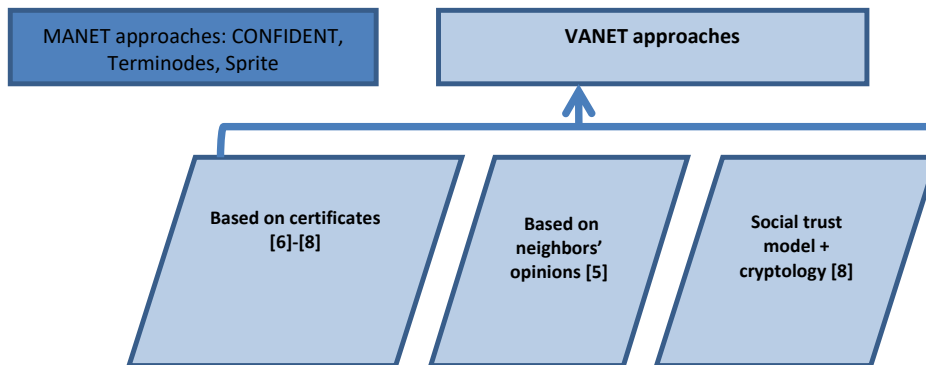 MANET approaches: CONFIDENT,
Terminodes, Sprite
VANET approaches
Based on certificates
[6]-[8]
Based on
neighbors’
opinions [5]
Social trust
model +
cryptology [8]